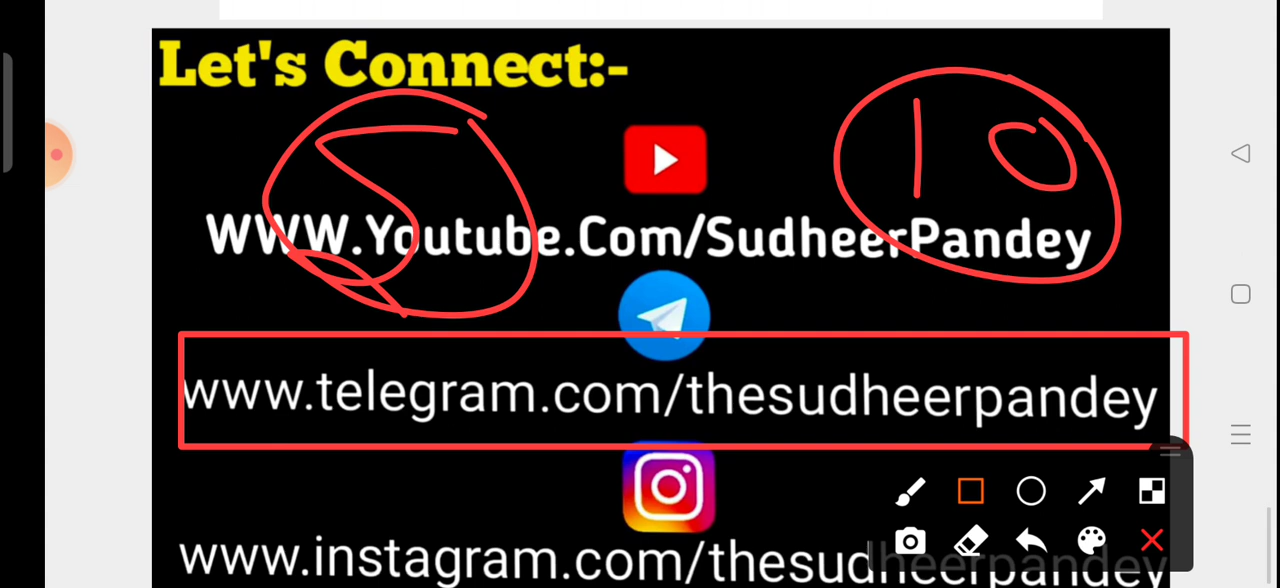 Let's Connect:-
5 10
WWW.Youtube.Com/SudheerPandey
www.telegram.com/thesudheerpandey
www.instagram.com/thesudheerpandey